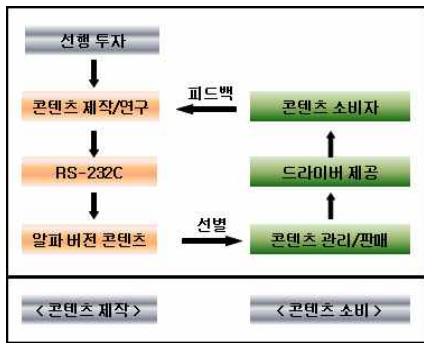 선행 투자
피드백
콘텐츠 제작/연구
콘텐츠 소비자
RS-232C
드라이버 제공
선별
알파 버전 콘텐츠
콘텐츠 관리/판매
< 콘텐츠 제작 >
< 콘텐츠 소비 >